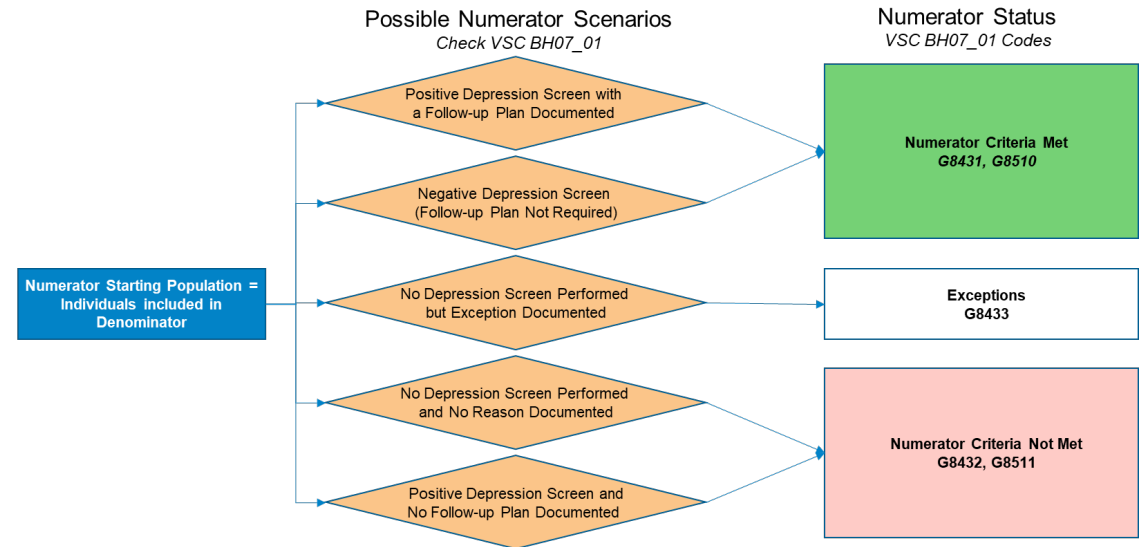 Possible Numerator Scenarios
Check VSC BH07_01
Numerator Status
VSC BH07_01 Codes
Positive Depression Screen with
a Follow-up Plan Documented
Numerator Criteria Met
G8431, G8510
Negative Depression Screen
(Follow-up Plan Not Required)
Numerator Starting Population =
Individuals included in
Denominator
No Depression Screen Performed
but Exception Documented
Exceptions
G8433
No Depression Screen Performed
and No Reason Documented
Numerator Criteria Not Met
G8432, G8511
Positive Depression Screen and
No Follow-up Plan Documented